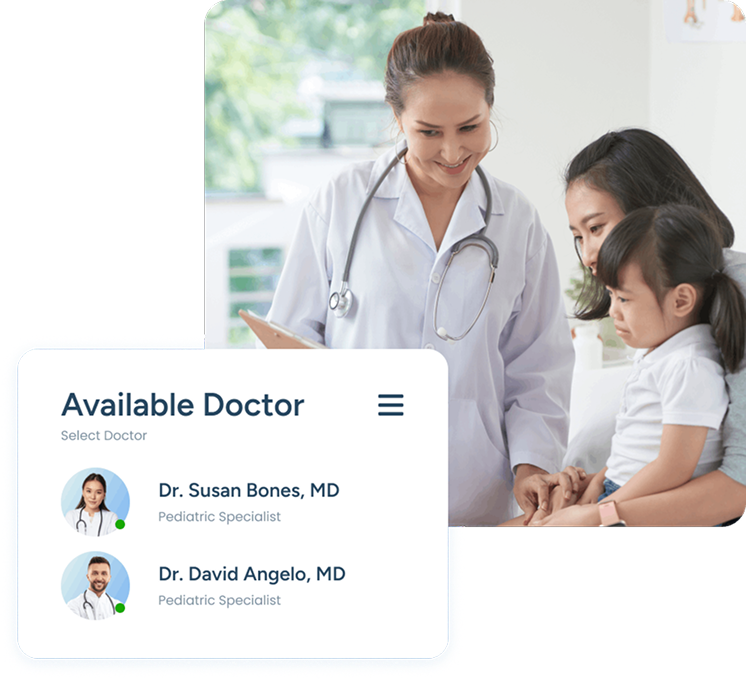 Available Doctor
Select Doctor
Dr. Susan Bones, MD
Pediatric Specialist
Dr. David Angelo, MD
Pediatric Specialist